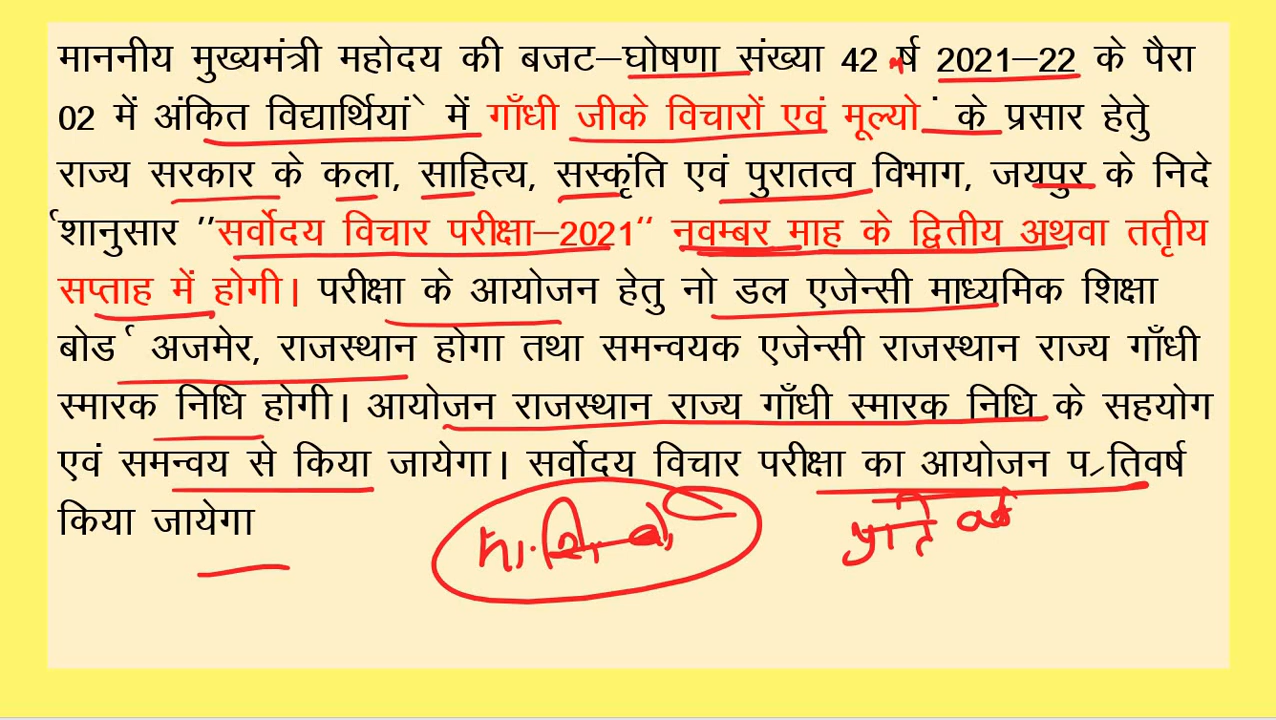 माननीय मुख्यमंत्री महोदय की बजट–घोषणा संख्या 42 र्ष 2021–22 के पैरा
02 में अंकित विद्यार्थियां े में गाँधी जीके विचारों एवं मूल्यो ं के प्रसार हेतेु
राज्य सरकार के कला, साहित्य, सस्कृंति एवं पुरातत्व विभाग, जयपुर के निदे
र्शानुसार ’’सर्वोदय विचार परीक्षा–2021‘‘ नवम्बर माह के द्वितीय अथवा ततृीय
सप्ताह में होगी। परीक्षा के आयोजन हेतु नो डल एजेन्सी माध्यमिक शिक्षा
बोड र् अजमेर, राजस्थान होगा तथा समन्वयक एजेन्सी राजस्थान राज्य गाँधी
स्मारक निधि होगी। आयोजन राजस्थान राज्य गाँधी स्मारक निधि के सहयोग
एवं समन्वय से किया जायेगा। सर्वोदय विचार परीक्षा का आयोजन प ्रतिवर्ष
किया जायेगा
मा. शि. बो.